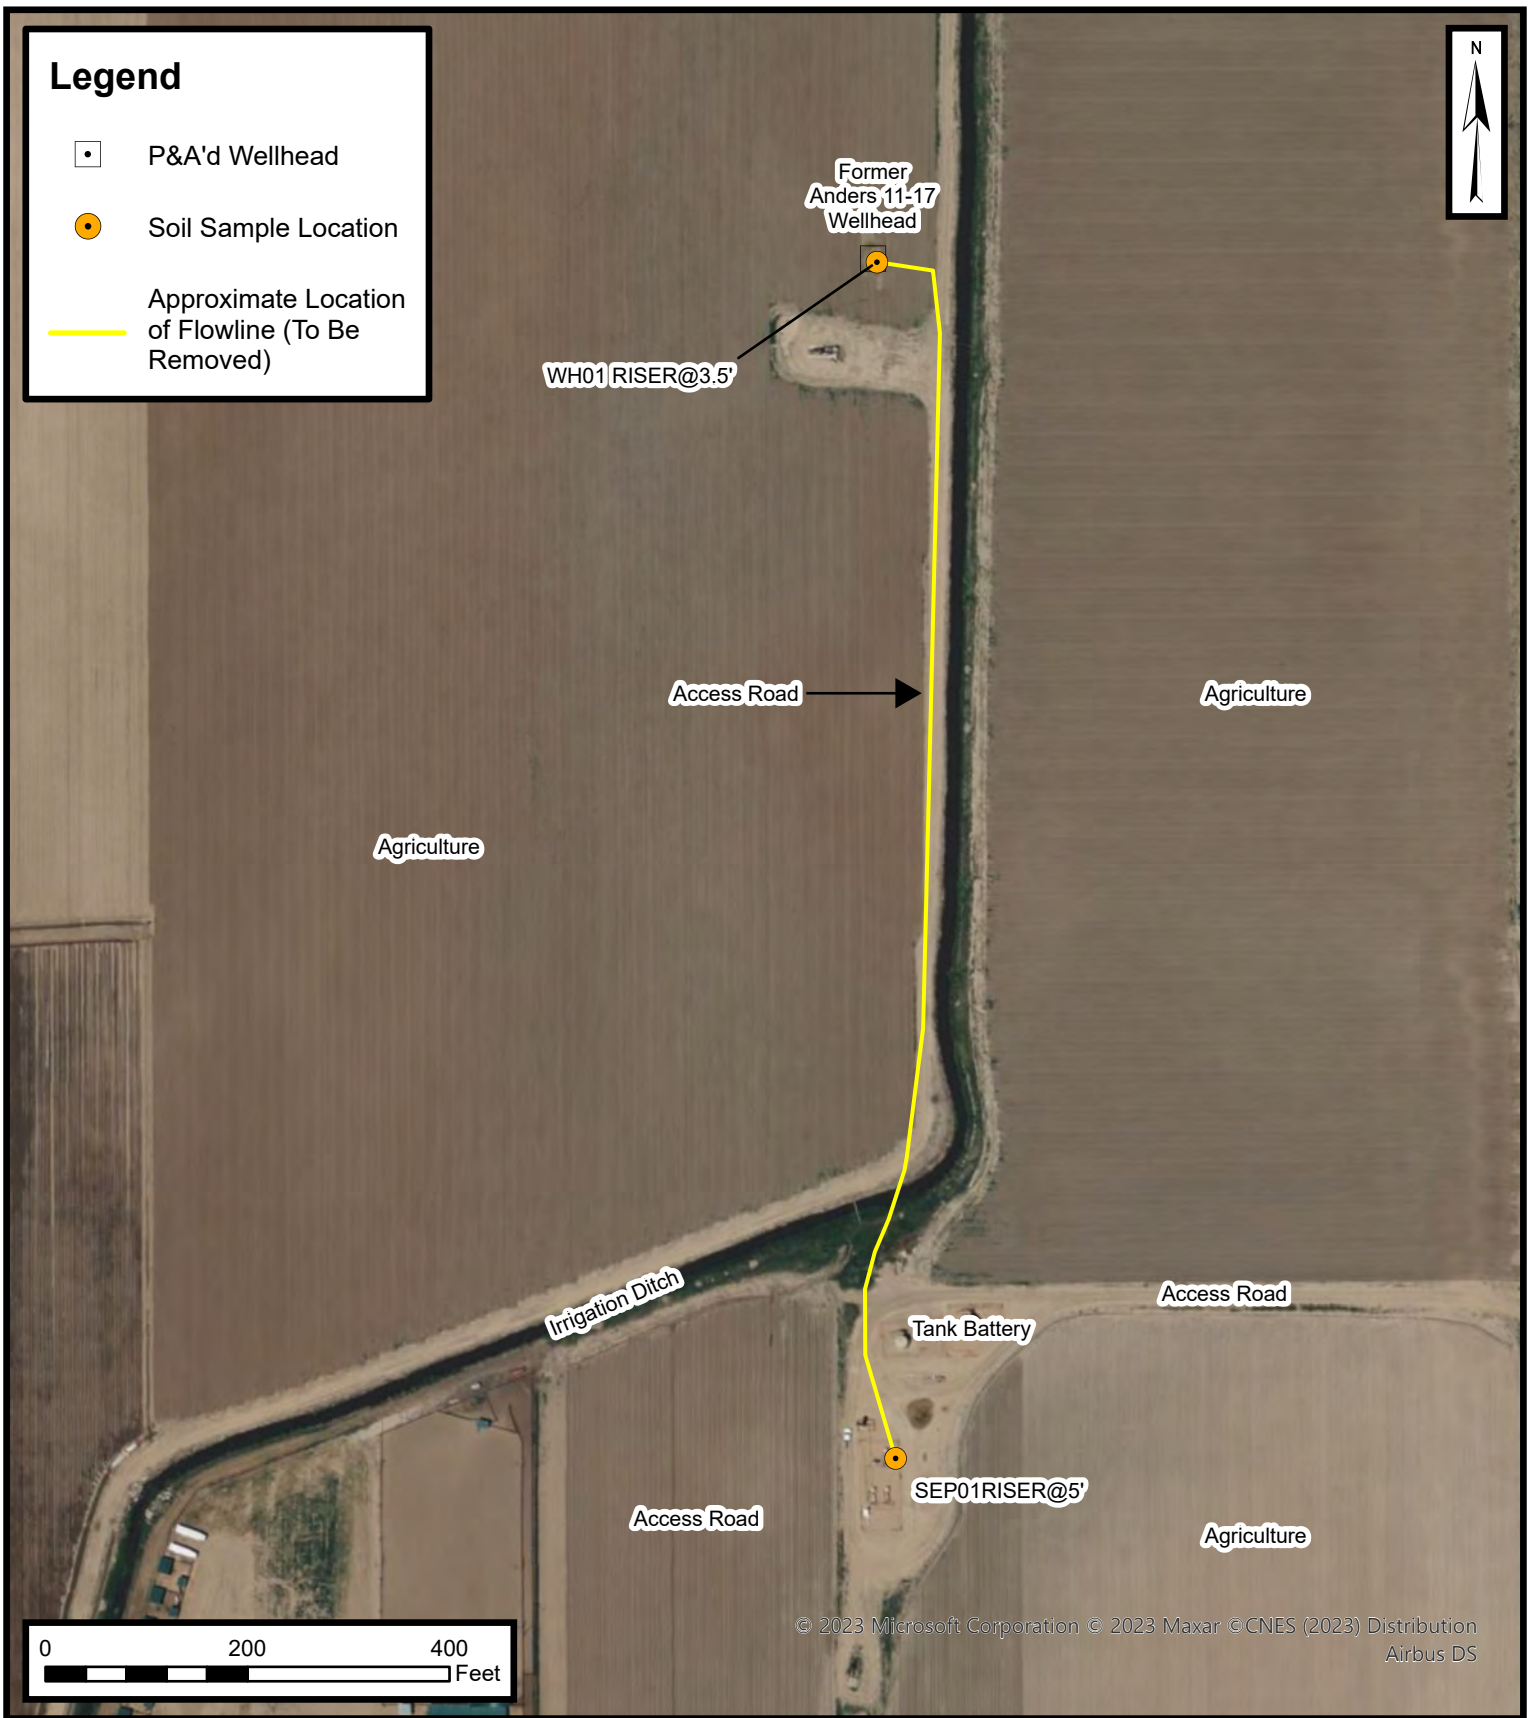 Legend
P&A'd Wellhead
Soil Sample Location
Approximate Location
of Flowline (To Be
Removed)
N
Former
Anders 11-17
Wellhead
WH01 RISER@3.5'
Access Road
Agriculture
Agriculture
Irrigation Ditch
Access Road
Tank Battery
SEP01RISER@5'
Access Road
Agriculture
© 2023 Microsoft Corporation © 2023 Maxar ©CNES (2023) Distribution
Airbus DS
0 200 400
Feet